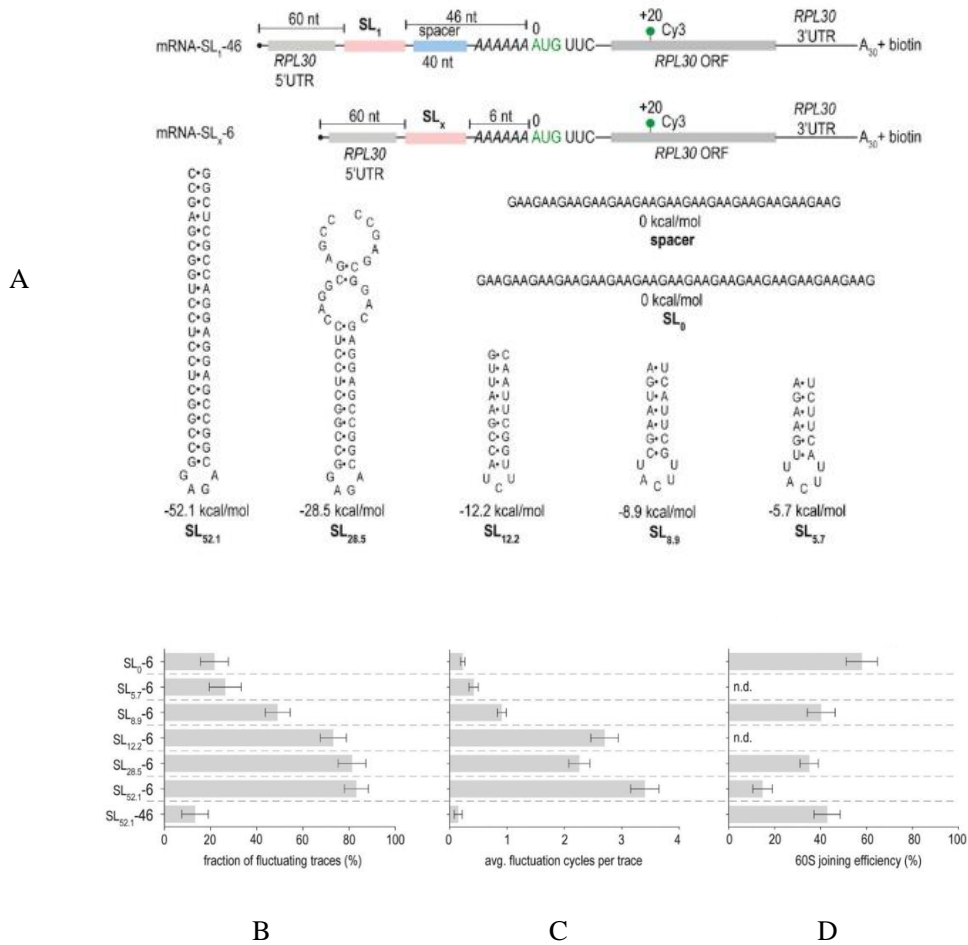 60 nt SL₁ 46 nt
spacer
0 +20 Cy3 RPL30 3'UTR
mRNA-SL₁-46 AAAAAA AUG UUC A₃₀+ biotin
RPL30 5'UTR 40 nt RPL30 ORF
60 nt SLₓ 6 nt 0 +20 Cy3 RPL30 3'UTR
mRNA-SLₓ-6 AAAAAA AUG UUC A₃₀+ biotin
RPL30 5'UTR RPL30 ORF
A
GAAGAAGAAGAAGAAGAAGAAGAAGAAGAAGAAGAAGAAG
0 kcal/mol
spacer
GAAGAAGAAGAAGAAGAAGAAGAAGAAGAAGAAGAAGAAGAAGAAG
0 kcal/mol
SL₀
-52.1 kcal/mol
SL₅₂.₁
-28.5 kcal/mol
SL₂₈.₅
G•C
U•A
U•A
A•U
A•U
G•C
C•G
C•G
A•U
U U
C
-12.2 kcal/mol
SL₁₂.₂
A•U
G•C
U•A
A•U
A•U
G•C
C•G
U U
A U
C
-8.9 kcal/mol
SL₈.₉
A•U
G•C
A•U
A•U
G•C
U•A
U U
A U
C
-5.7 kcal/mol
SL₅.₇
SL₀-6
SL₅.₇-6
SL₈.₉-6
SL₁₂.₂-6
SL₂₈.₅-6
SL₅₂.₁-6
SL₅₂.₁-46
0 20 40 60 80 100
fraction of fluctuating traces (%)
0 1 2 3 4
avg. fluctuation cycles per trace
n.d.
n.d.
0 20 40 60 80 100
60S joining efficiency (%)
B C D